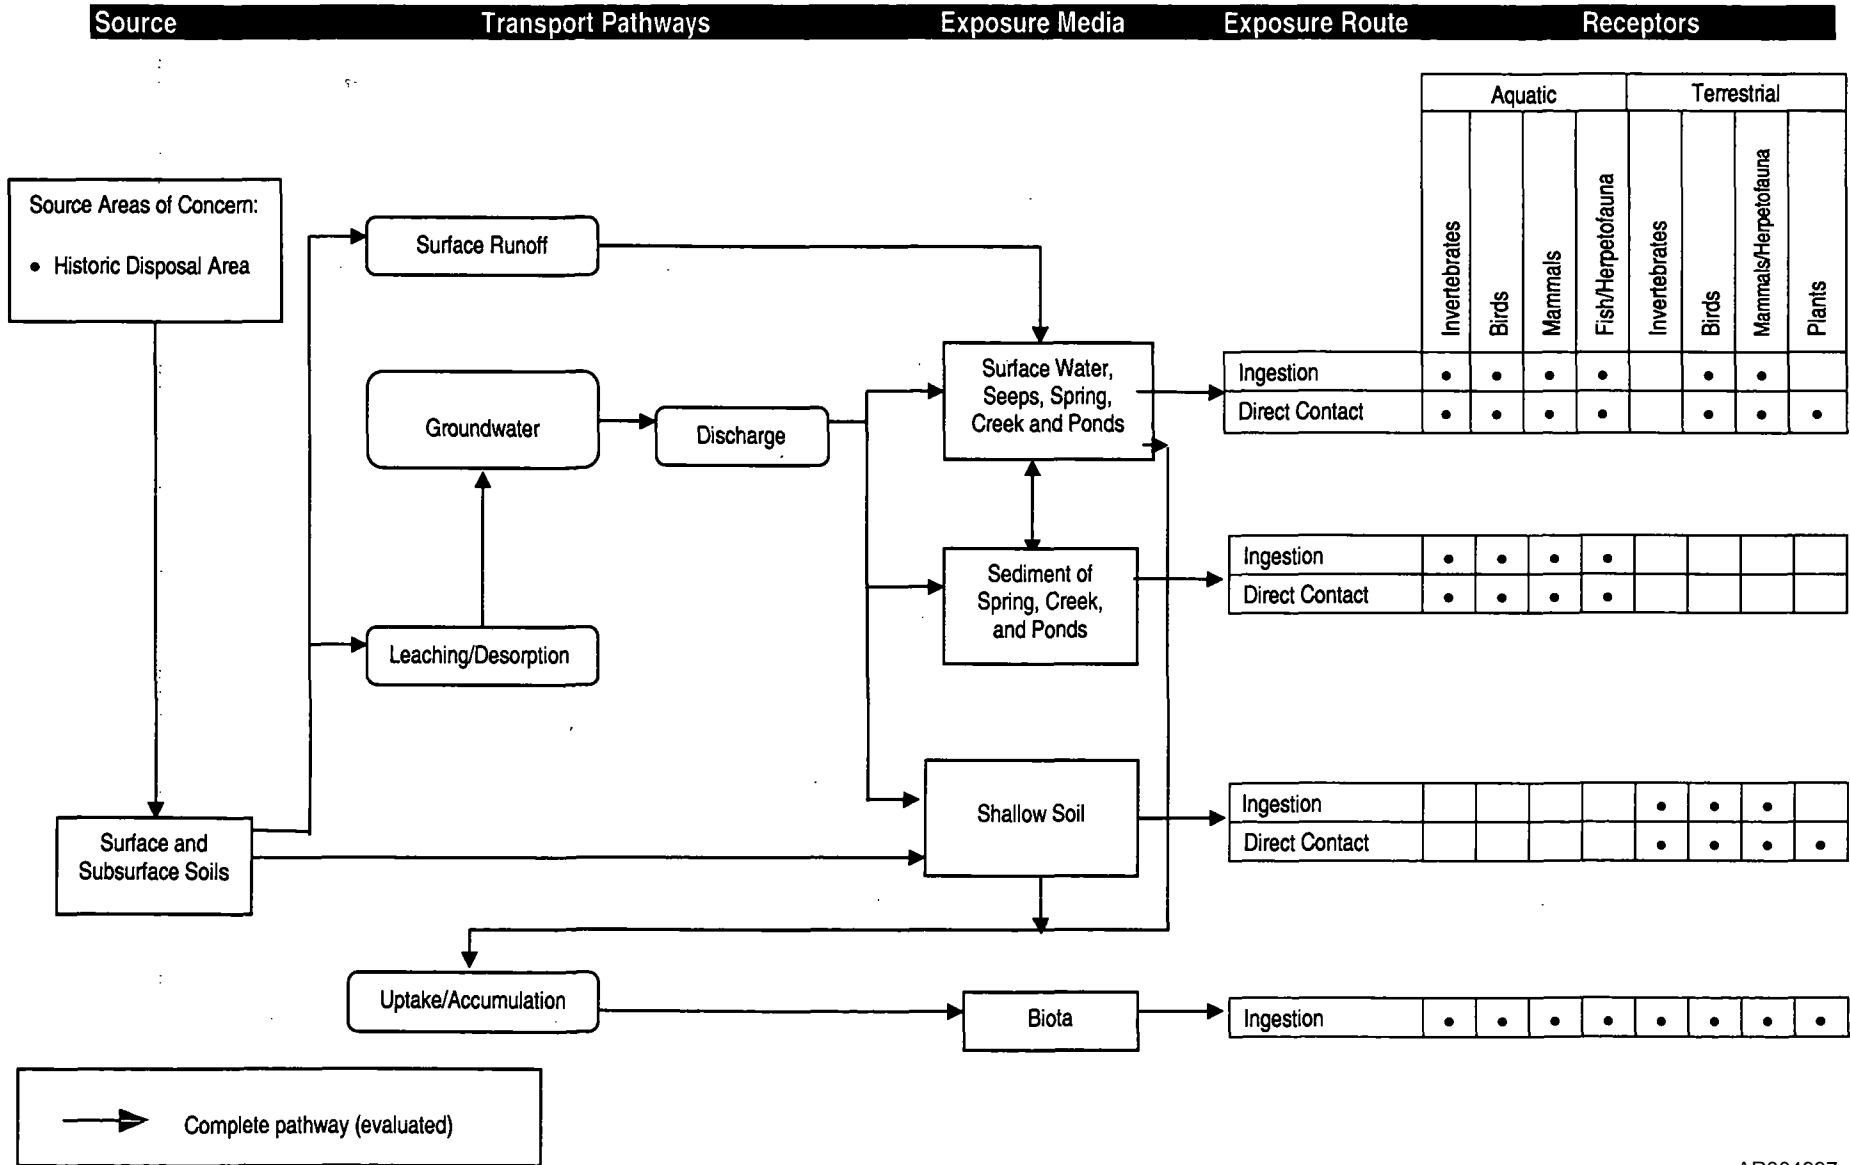 Source Transport Pathways Exposure Media Exposure Route Receptors
Aquatic Terrestrial
Invertebrates
Birds
Mammals
Fish/Herpetofauna
Invertebrates
Birds
Mammals/Herpetofauna
Plants
Source Areas of Concern:
• Historic Disposal Area
Surface Runoff
Groundwater
Discharge
Leaching/Desorption
Surface and
Subsurface Soils
Surface Water,
Seeps, Spring,
Creek and Ponds
Ingestion • • • • • •
Direct Contact • • • • • • •
Sediment of
Spring, Creek,
and Ponds
Ingestion • • • •
Direct Contact • • • •
Shallow Soil
Ingestion • • •
Direct Contact • • • •
Uptake/Accumulation
Biota
Ingestion • • • • • • • •
Complete pathway (evaluated)